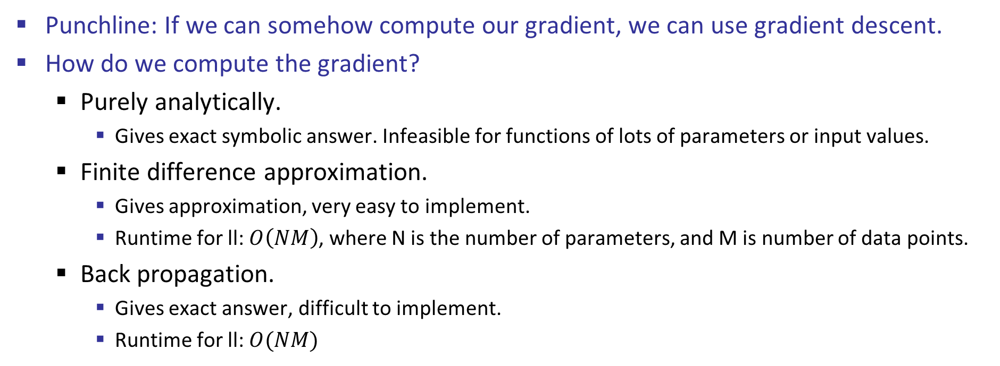 ▪ Punchline: If we can somehow compute our gradient, we can use gradient descent.
▪ How do we compute the gradient?
▪ Purely analytically.
▪ Gives exact symbolic answer. Infeasible for functions of lots of parameters or input values.
▪ Finite difference approximation.
▪ Gives approximation, very easy to implement.
▪ Runtime for ll: O(NM), where N is the number of parameters, and M is number of data points.
▪ Back propagation.
▪ Gives exact answer, difficult to implement.
▪ Runtime for ll: O(NM)